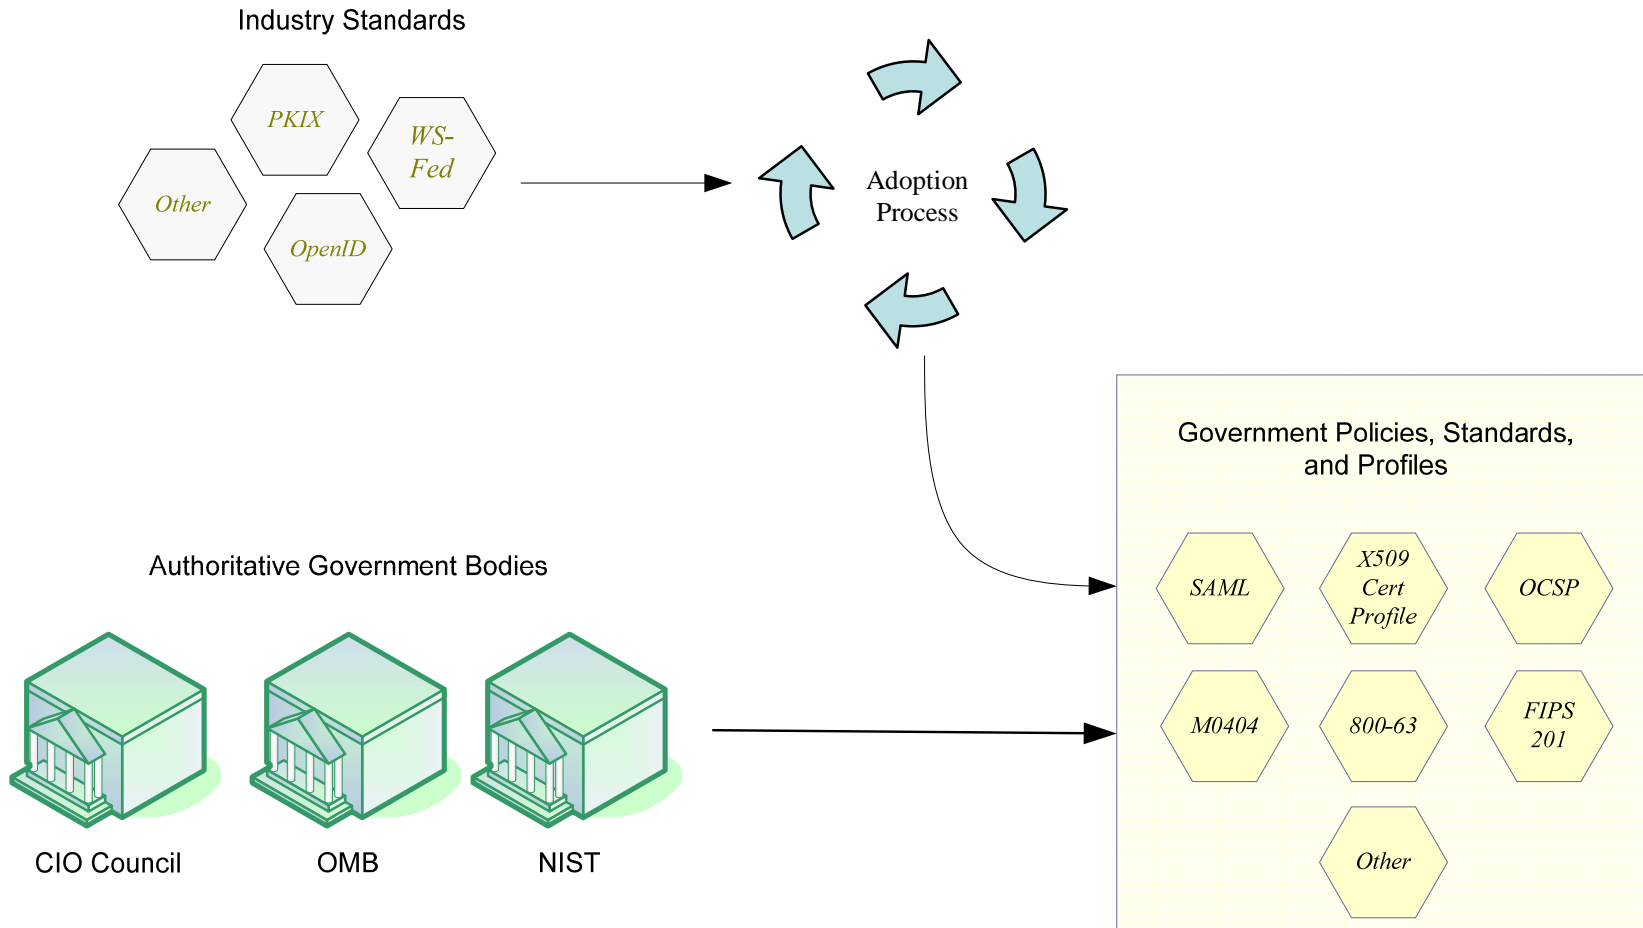 Industry Standards
PKIX
WS-
Fed
Other
OpenID
Adoption
Process
Government Policies, Standards,
and Profiles
SAML
X509
Cert
Profile
OCSP
M0404
800-63
FIPS
201
Other
Authoritative Government Bodies
CIO Council
OMB
NIST